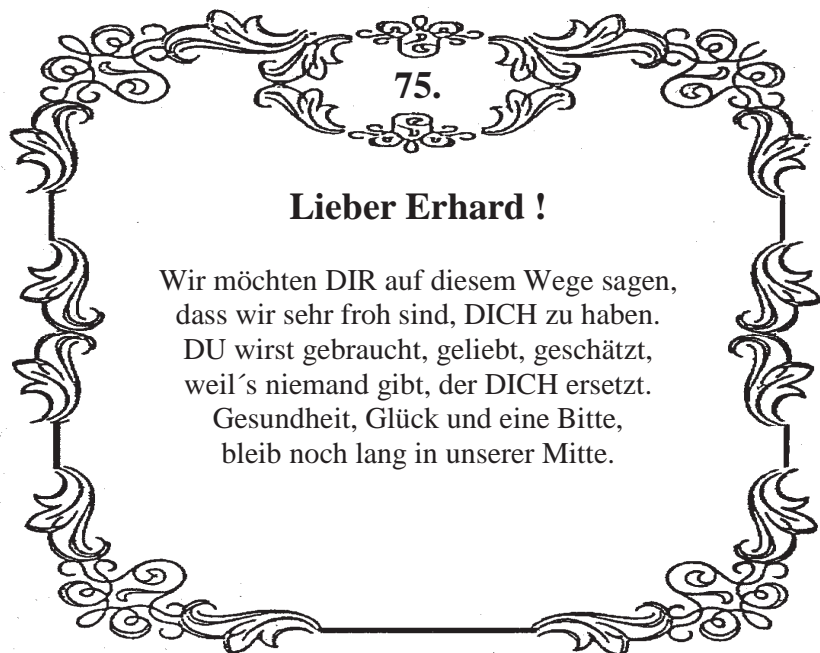 75.
Lieber Erhard !
Wir möchten DIR auf diesem Wege sagen,
dass wir sehr froh sind, DICH zu haben.
DU wirst gebraucht, geliebt, geschätzt,
weil´s niemand gibt, der DICH ersetzt.
Gesundheit, Glück und eine Bitte,
bleib noch lang in unserer Mitte.